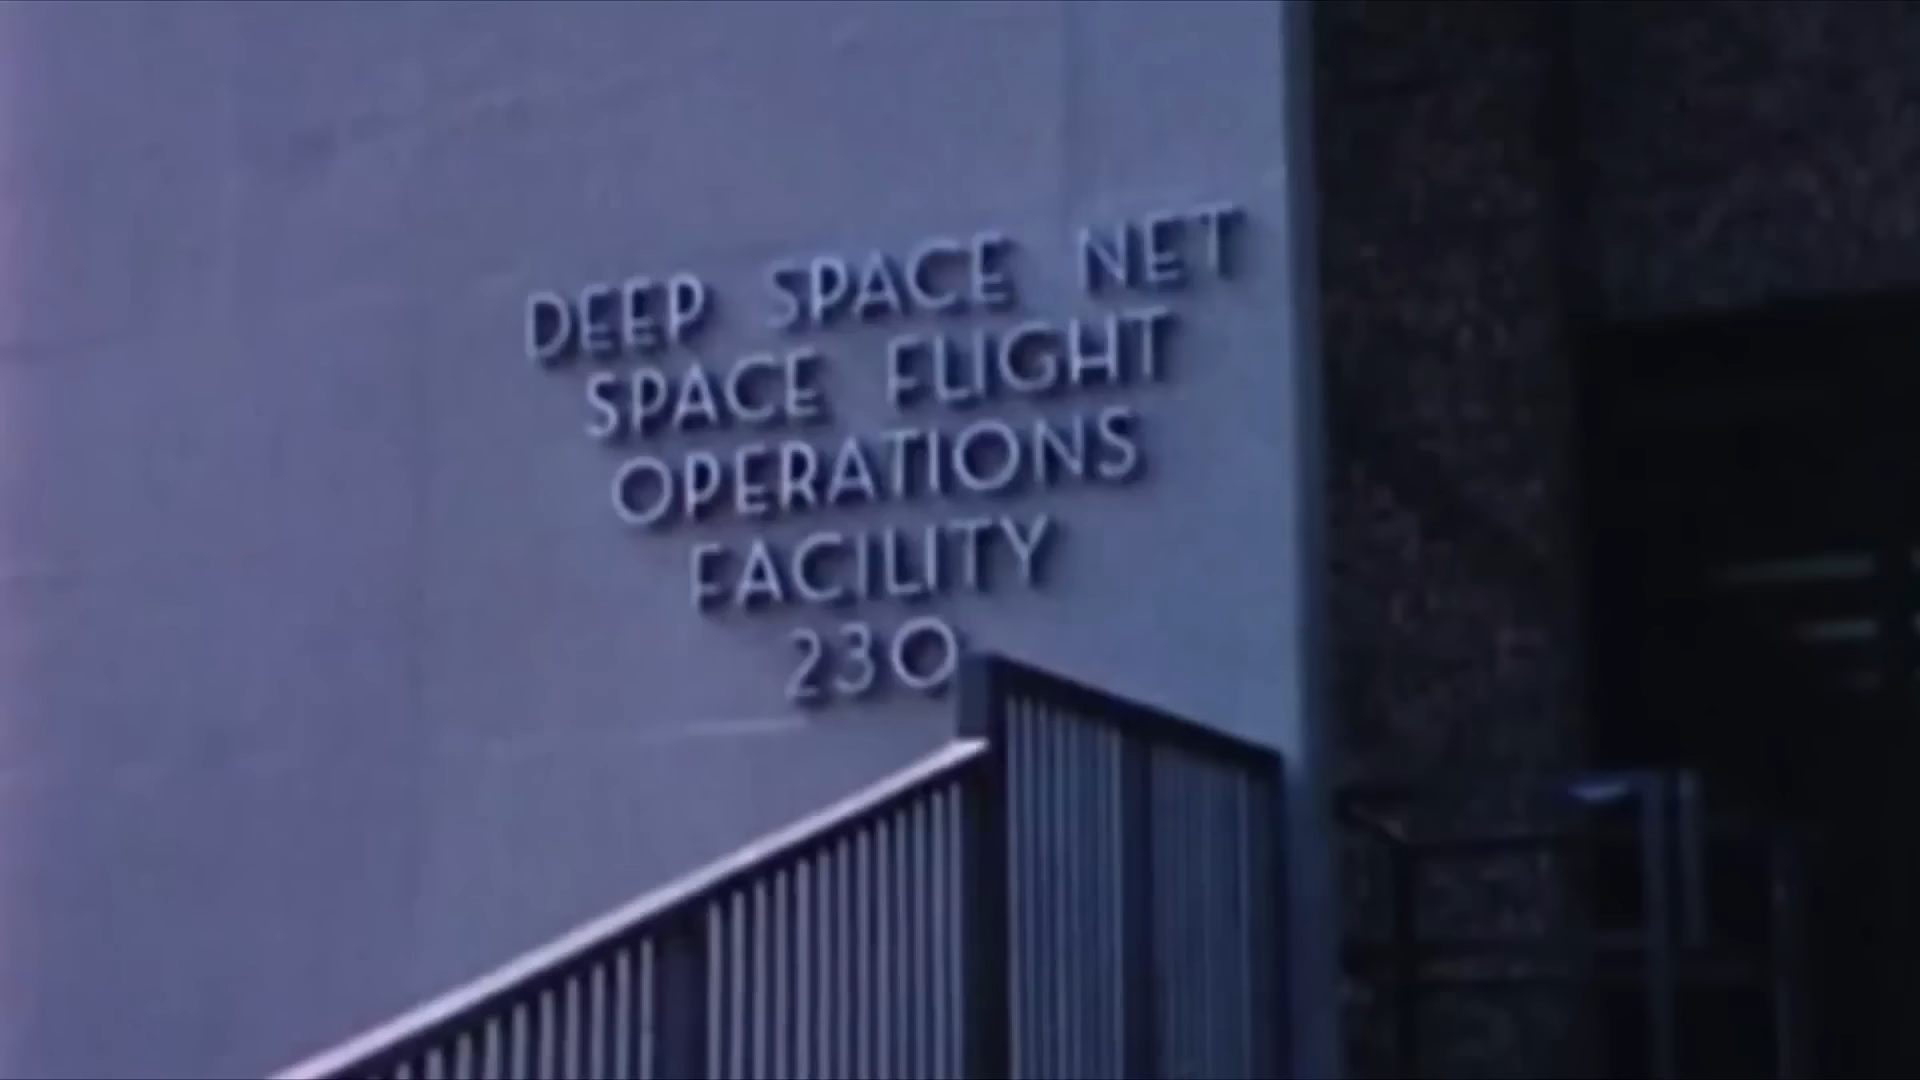 DEEP SPACE NET
SPACE FLIGHT
OPERATIONS
FACILITY
230